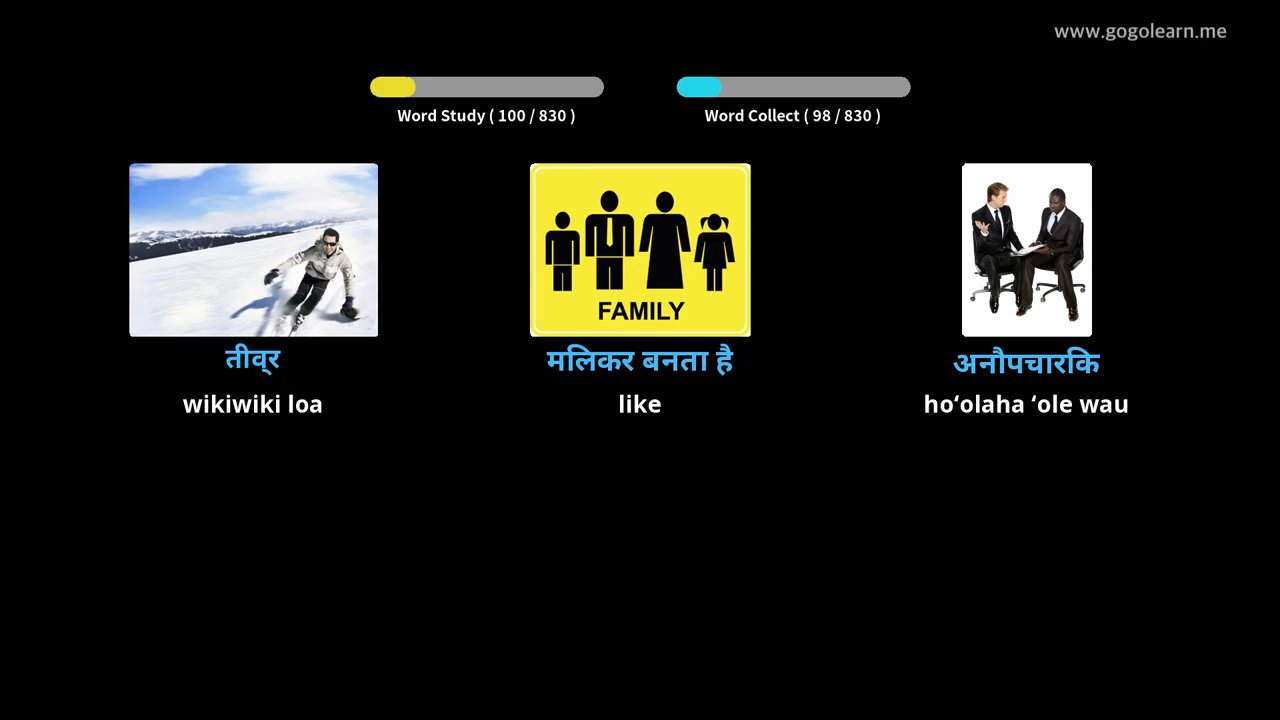 www.gogolearn.me
Word Study ( 100 / 830 )
Word Collect ( 98 / 830 )
FAMILY
तीव्र
मलिकर बनता है
अनौपचारकि
wikiwiki loa
like
hoʻolaha ʻole wau